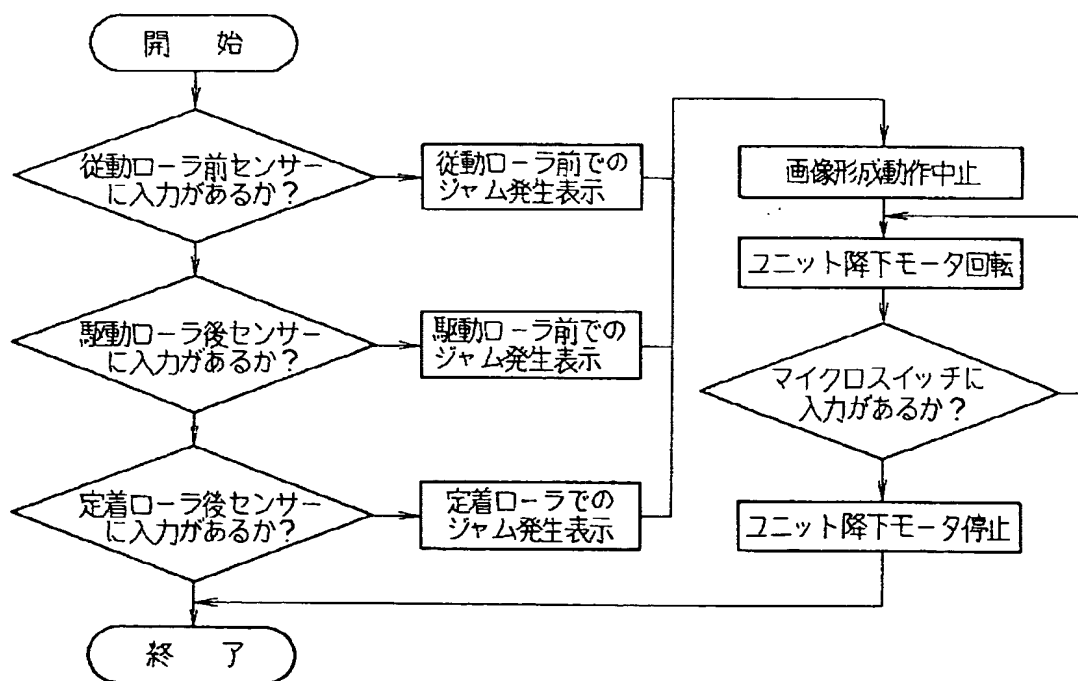 開 始
従動ローラ前センサー
に入力があるか?
従動ローラ前での
ジャム発生表示
駆動ローラ後センサー
に入力があるか?
駆動ローラ前での
ジャム発生表示
定着ローラ後センサー
に入力があるか?
定着ローラでの
ジャム発生表示
画像形成動作中止
ユニット降下モータ回転
マイクロスイッチに
入力があるか?
ユニット降下モータ停止
終 了